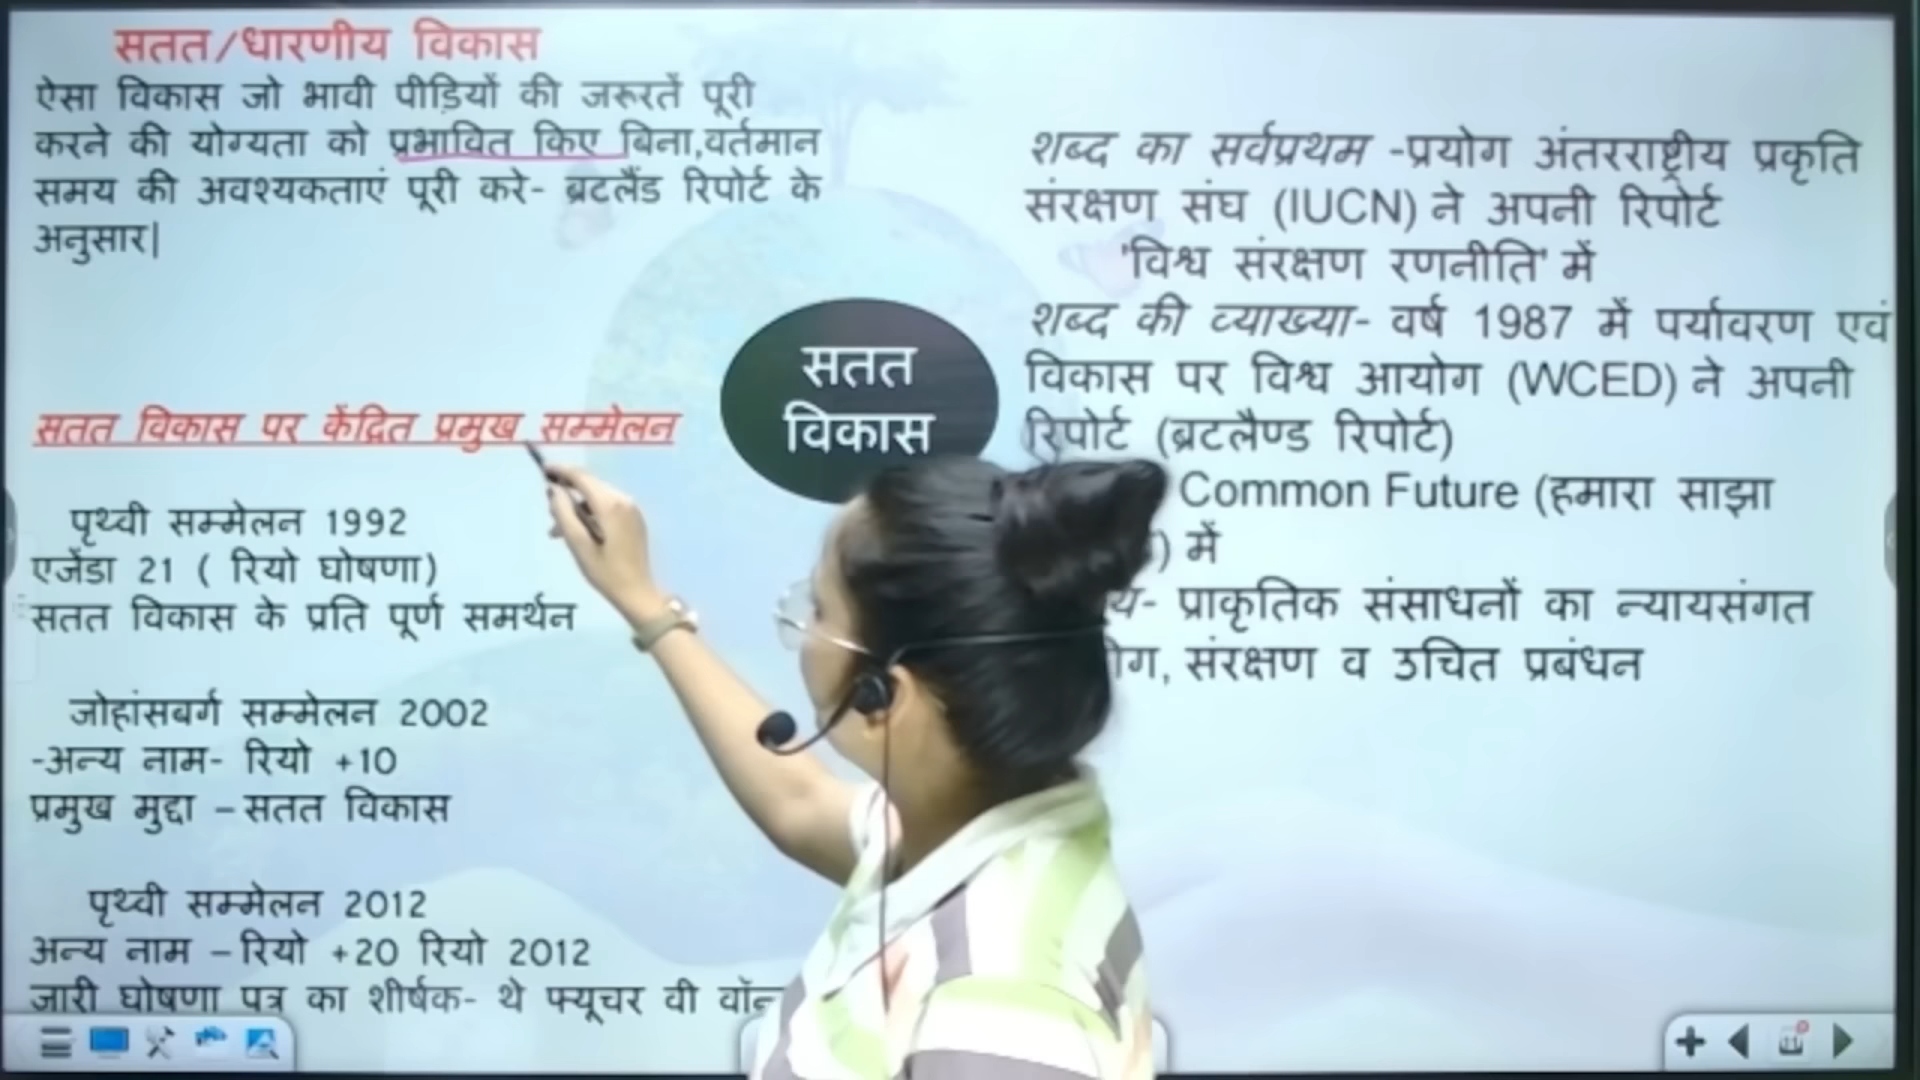 सतत/धारणीय विकास
ऐसा विकास जो भावी पीड़ियों की जरूरतें पूरी
करने की योग्यता को प्रभावित किए बिना,वर्तमान
समय की अवश्यकताएं पूरी करे- ब्रटलैंड रिपोर्ट के
अनुसार|
सतत विकास पर केंद्रित प्रमुख सम्मेलन
पृथ्वी सम्मेलन 1992
एजेंडा 21 ( रियो घोषणा)
सतत विकास के प्रति पूर्ण समर्थन
जोहांसबर्ग सम्मेलन 2002
-अन्य नाम- रियो +10
प्रमुख मुद्दा – सतत विकास
पृथ्वी सम्मेलन 2012
अन्य नाम – रियो +20 रियो 2012
जारी घोषणा पत्र का शीर्षक- थे फ्यूचर वी
सतत
विकास
शब्द का सर्वप्रथम -प्रयोग अंतरराष्ट्रीय प्रकृति
संरक्षण संघ (IUCN) ने अपनी रिपोर्ट
'विश्व संरक्षण रणनीति' में
शब्द की व्याख्या- वर्ष 1987 में पर्यावरण एवं
विकास पर विश्व आयोग (WCED) ने अपनी
रिपोर्ट (ब्रटलैण्ड रिपोर्ट)
Common Future (हमारा साझा
) में
प्राकृतिक संसाधनों का न्यायसंगत
संरक्षण व उचित प्रबंधन